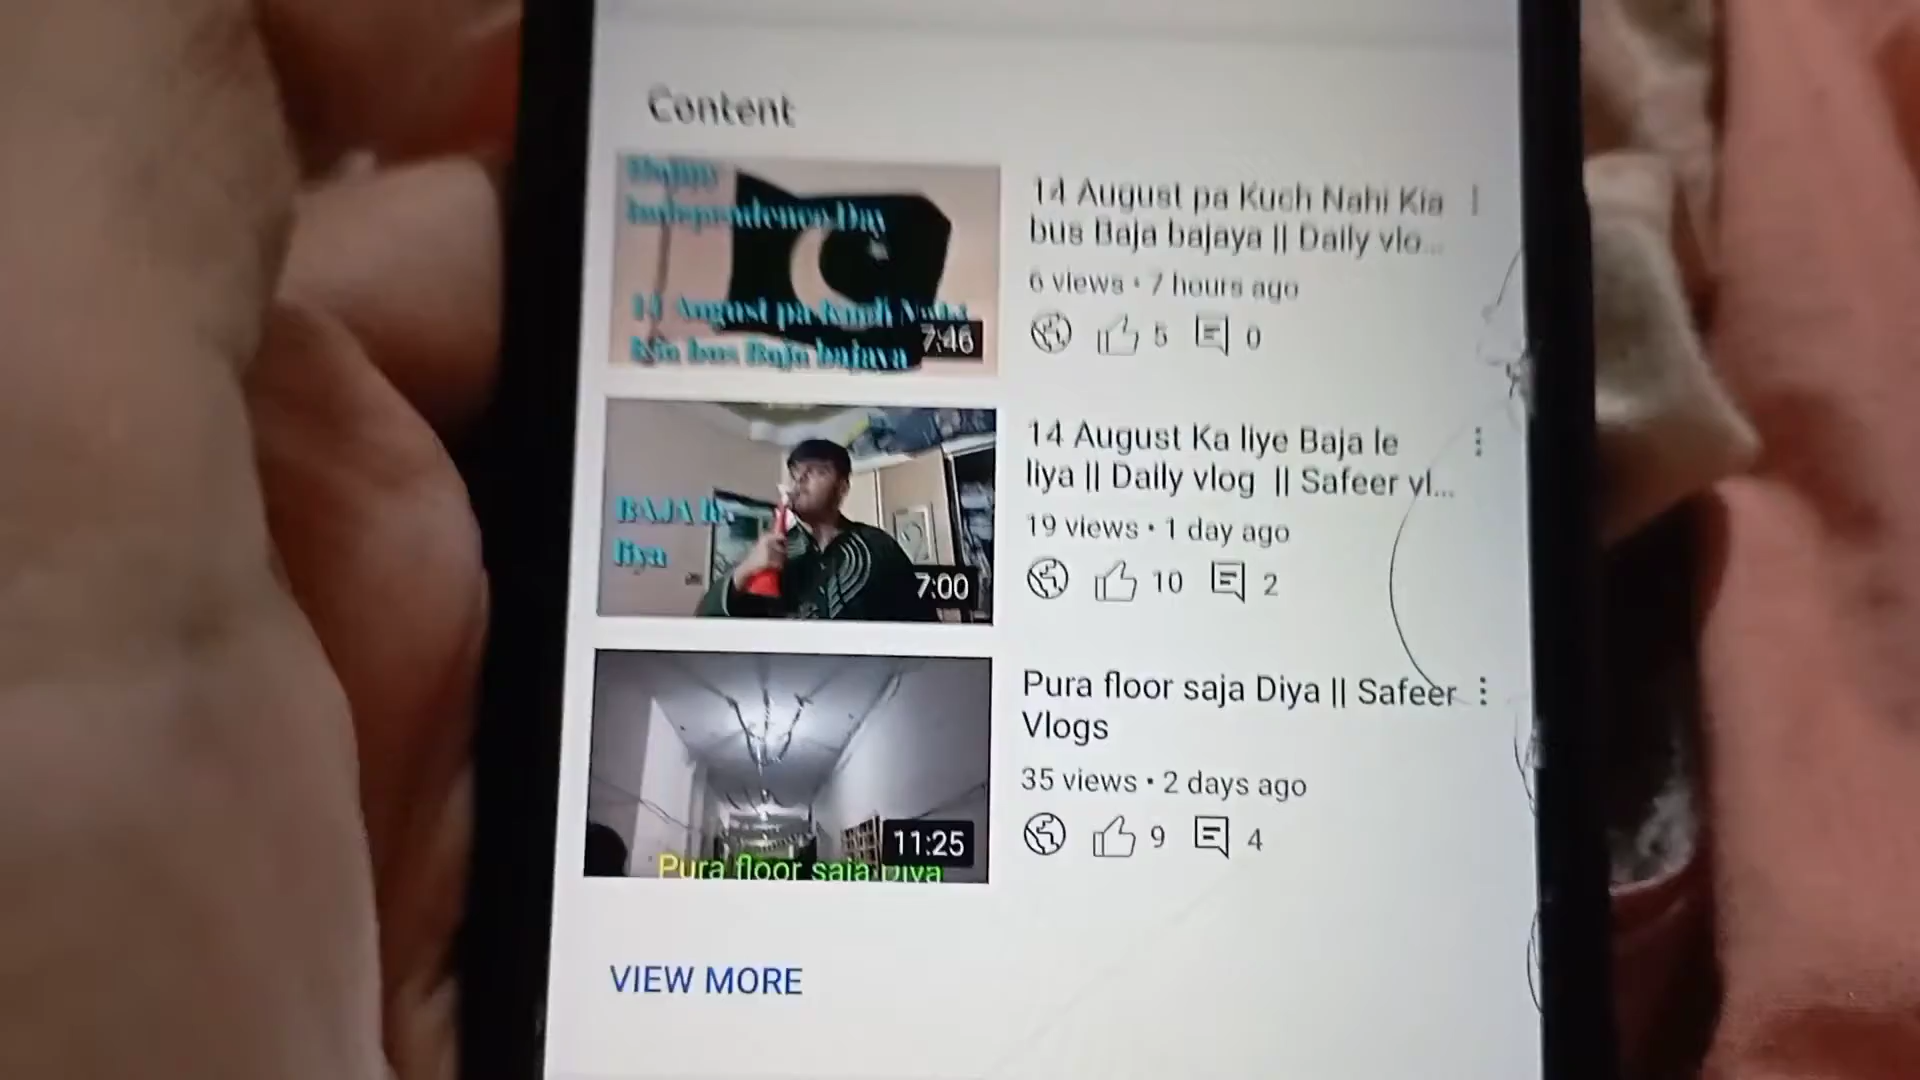 Content
Happy
Independence Day
14 August pa Kuch Nahi
Kia bus Baja bajaya
7:46
14 August pa Kuch Nahi Kia
bus Baja bajaya || Daily vlo...
6 views • 7 hours ago
5 0
BAJA le
liya
7:00
14 August Ka liye Baja le
liya || Daily vlog || Safeer vl...
19 views • 1 day ago
10 2
Pura floor saja Diya
11:25
Pura floor saja Diya || Safeer
Vlogs
35 views • 2 days ago
9 4
VIEW MORE